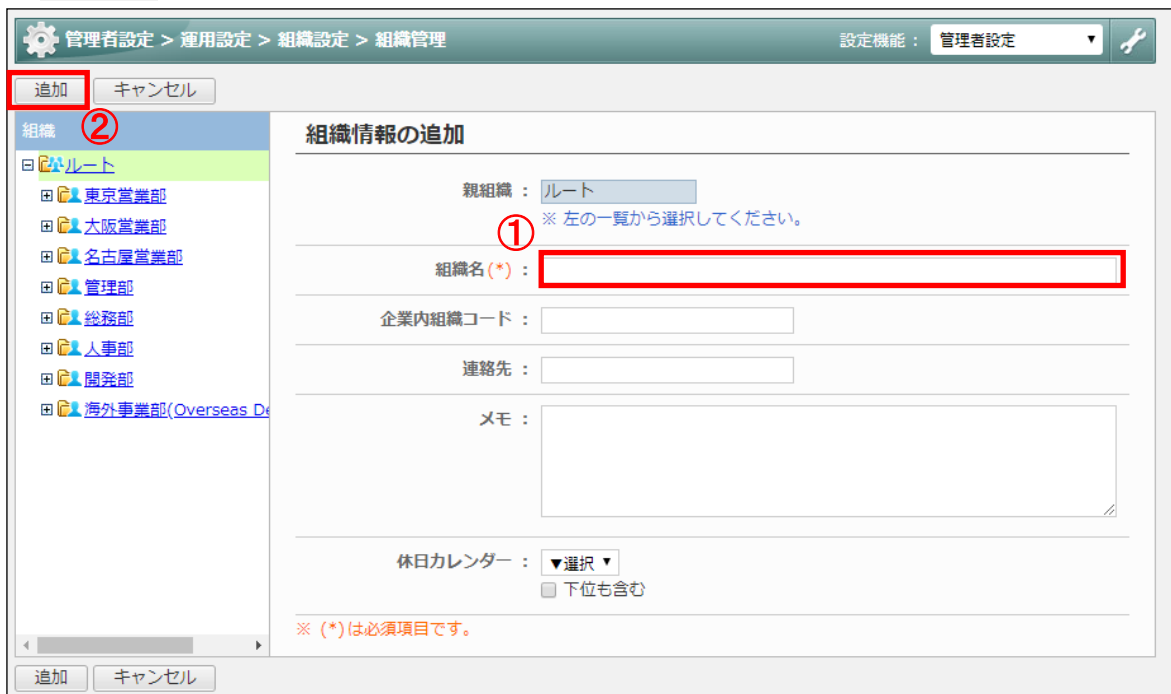 管理者設定 > 運用設定 > 組織設定 > 組織管理 設定機能 : 管理者設定
追加 キャンセル
②
組織
ルート
東京営業部
大阪営業部
名古屋営業部
管理部
総務部
人事部
開発部
海外事業部(Overseas De
組織情報の追加
親組織 : ルート
※ 左の一覧から選択してください。
①
組織名(*) :
企業内組織コード :
連絡先 :
メモ :
休日カレンダー : ▼選択
下位も含む
※ (*)は必須項目です。
追加 キャンセル